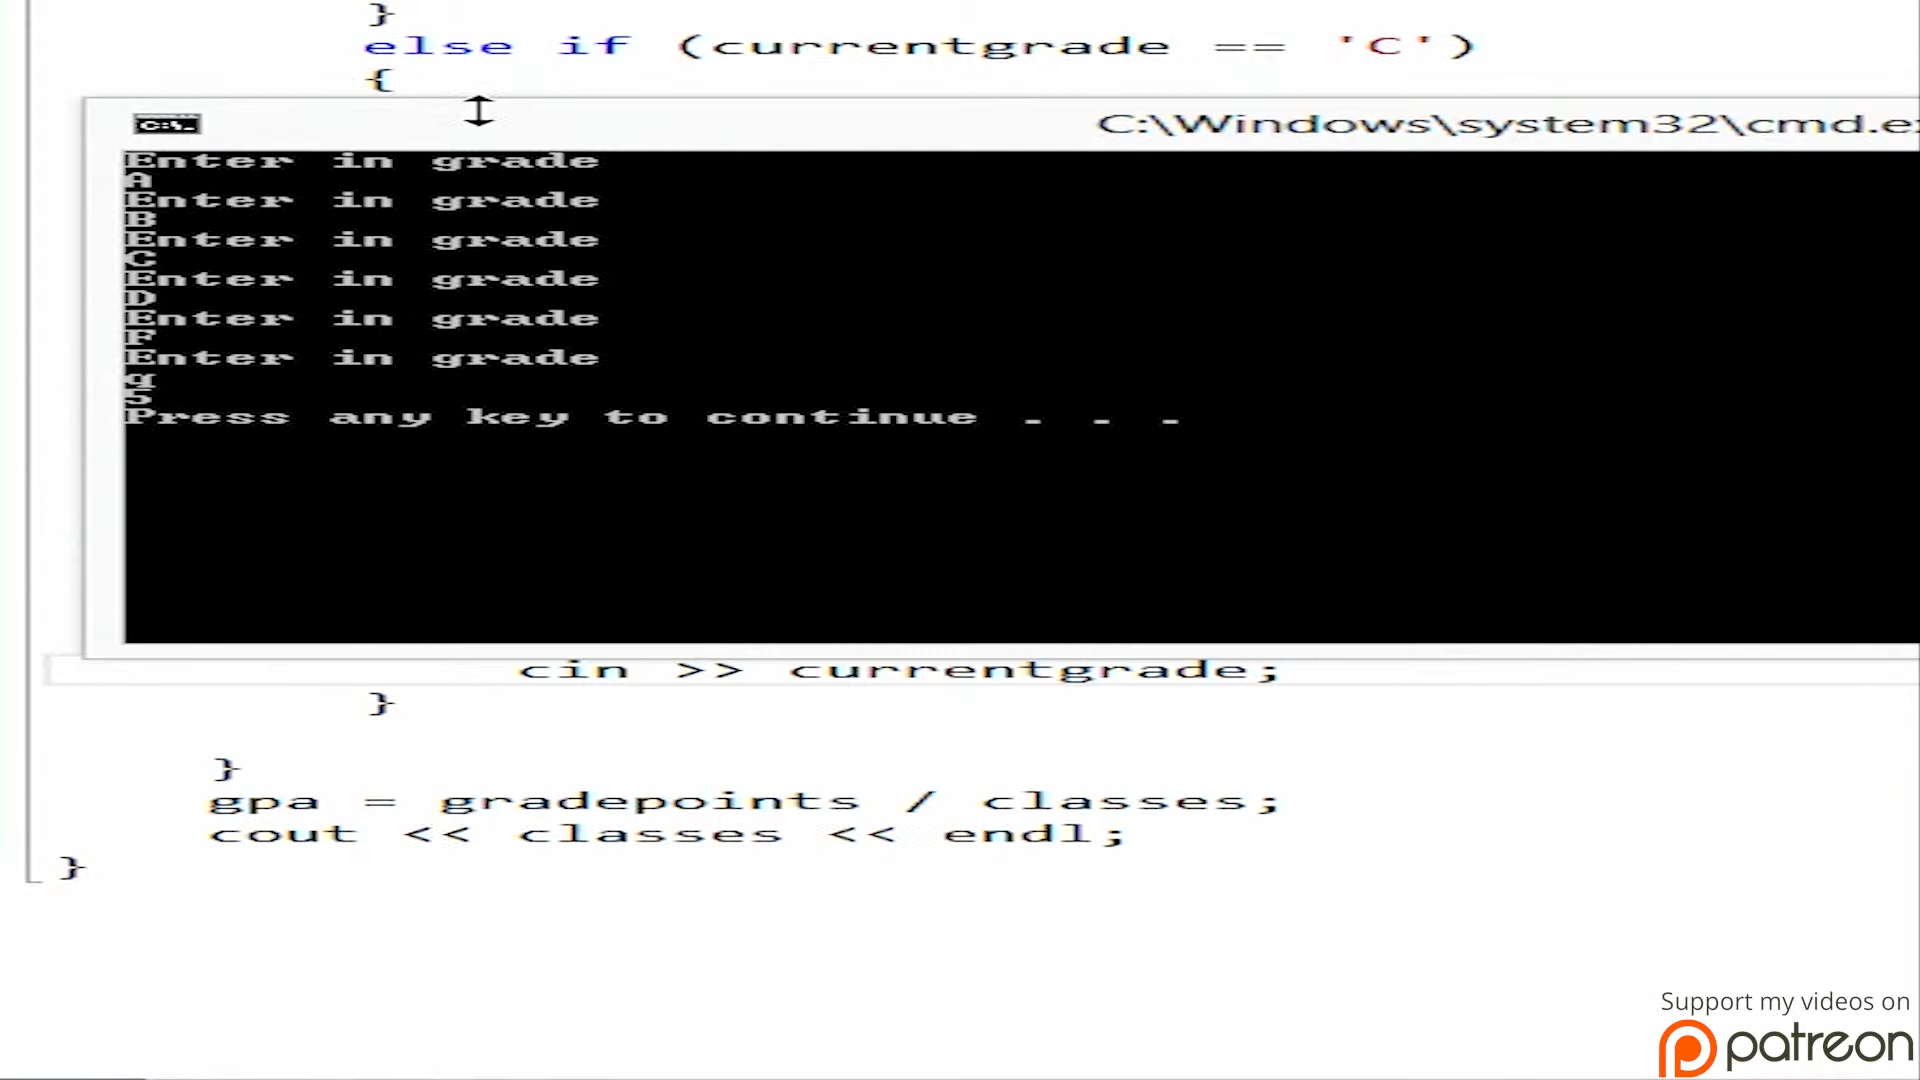 }
else if (currentgrade == 'C')
{
C:\Windows\system32\cmd.e
Enter in grade
A
Enter in grade
B
Enter in grade
C
Enter in grade
D
Enter in grade
F
Enter in grade
g
5
Press any key to continue . . .
cin >> currentgrade;
}
}
gpa = gradepoints / classes;
cout << classes << endl;
}
Support my videos on
patreon